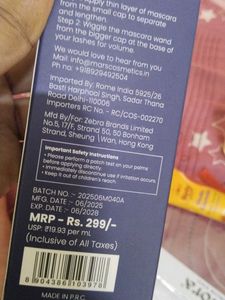 Apply thin layer of mascara
from the small cap to separate
and lengthen.
Step 2: Wiggle the mascara wand
from the bigger cap at the base of
your lashes for volume.
We would love to hear from you
Mail: info@marscosmetics.in
+918929492504
Imported By: Rome India 5925/26
Basti Harphool Singh, Sadar Thana
Road Delhi-110006
Importers RC No. - RC/COS-002270
Mfd By/For: Zebra Brands Limited
No.5, 17/F, Strand 50, 50 Bonham
Strand, Sheung Wan, Hong Kong
Important Safety Instructions
• Please perform a patch test on your palms
before applying directly.
• Immediately discontinue use if irritation occurs
• Keep it out of children's reach
BATCH NO. :- 202506M040A
MFG. DATE :- 06/2025
EXP. DATE :- 06/2028
MRP - Rs. 299/-
USP: ₹19.93 per ml
(Inclusive of All Taxes)
8 904386 103978
MADE IN P.R.C